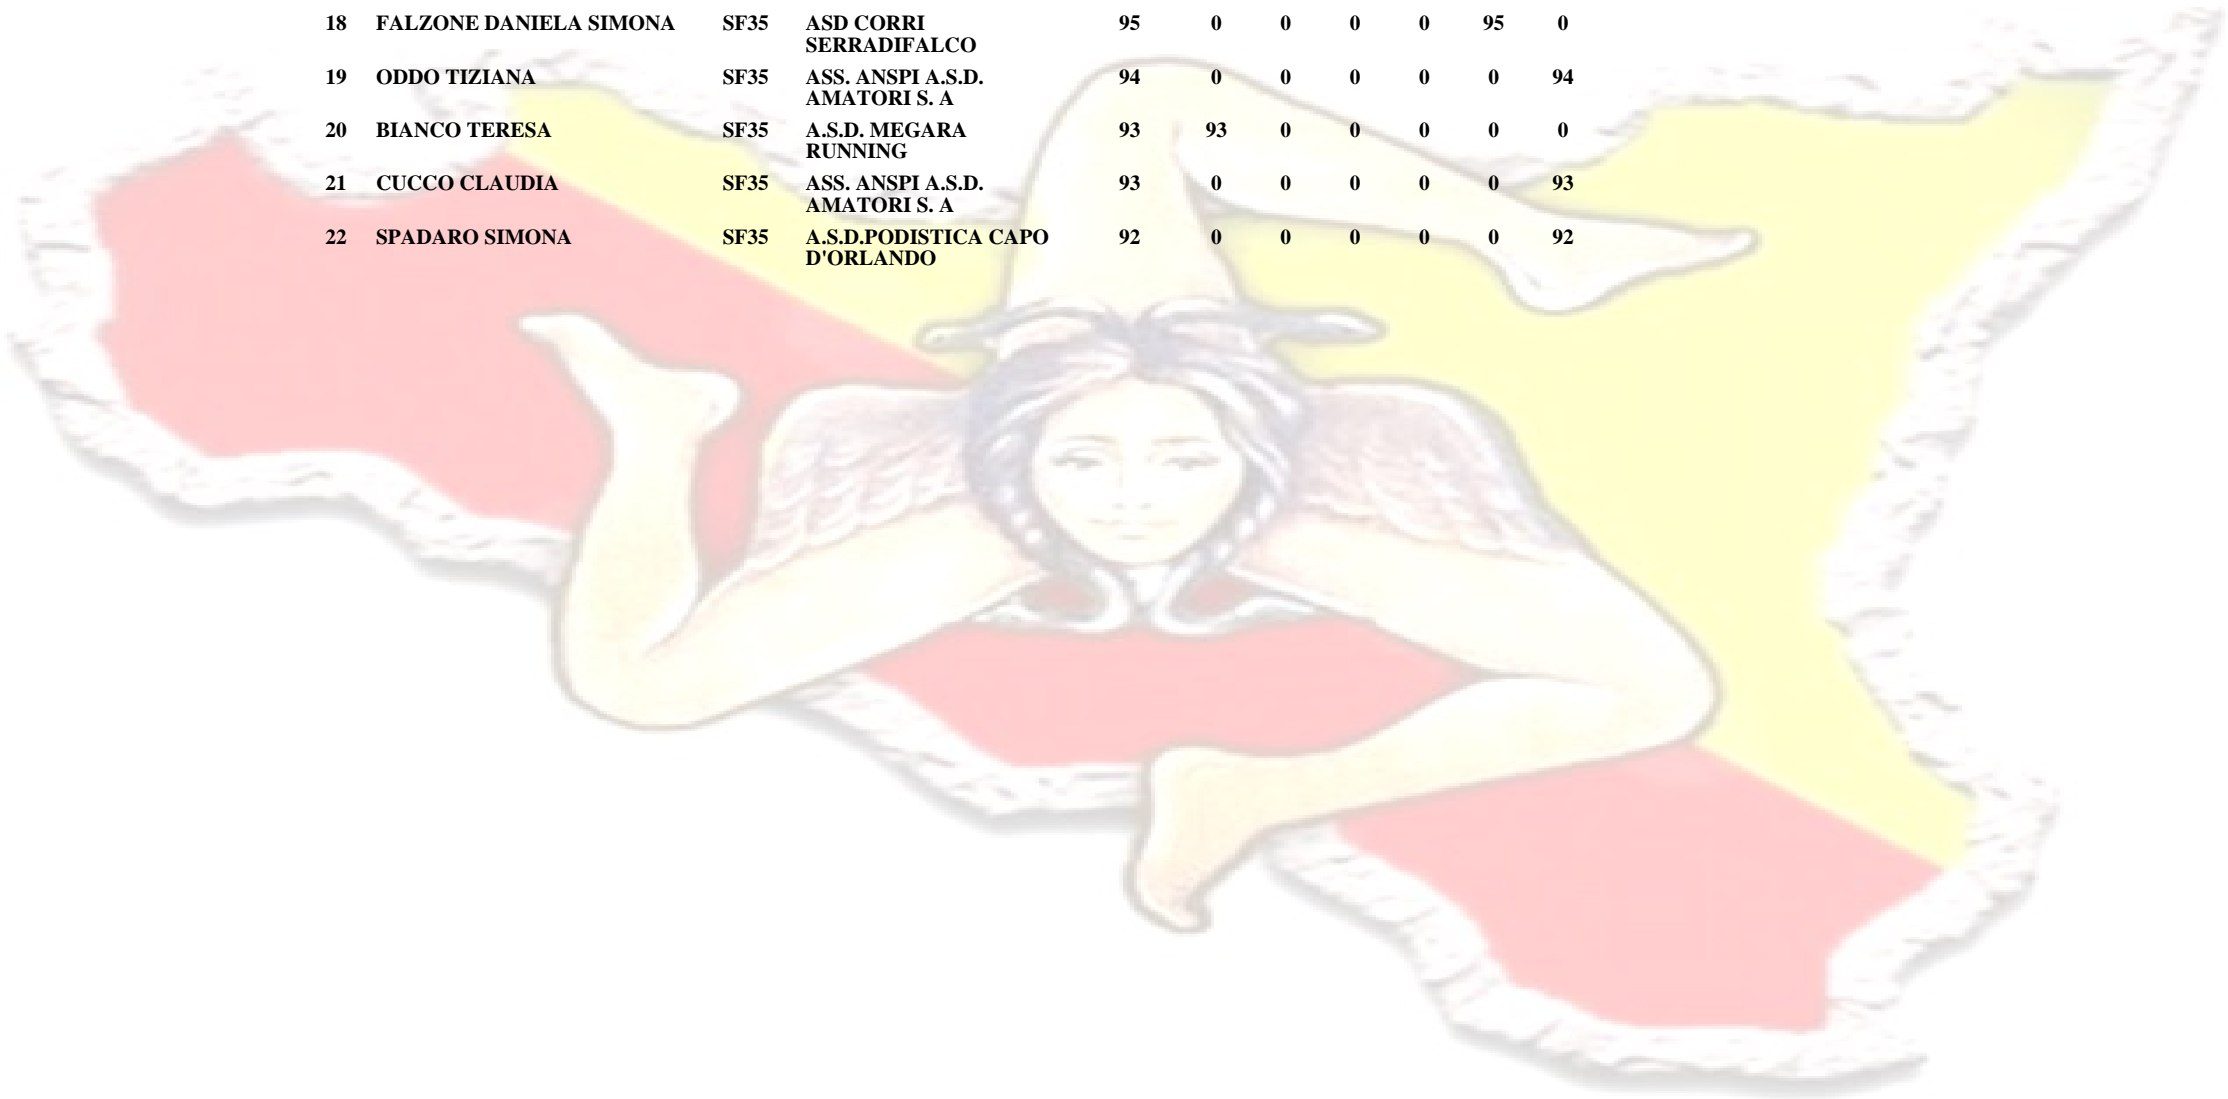 18 FALZONE DANIELA SIMONA SF35 ASD CORRI 95 0 0 0 0 95 0
SERRADIFALCO
19 ODDO TIZIANA SF35 ASS. ANSPI A.S.D. 94 0 0 0 0 0 94
AMATORI S. A
20 BIANCO TERESA SF35 A.S.D. MEGARA 93 93 0 0 0 0 0
RUNNING
21 CUCCO CLAUDIA SF35 ASS. ANSPI A.S.D. 93 0 0 0 0 0 93
AMATORI S. A
22 SPADARO SIMONA SF35 A.S.D.PODISTICA CAPO 92 0 0 0 0 0 92
D'ORLANDO